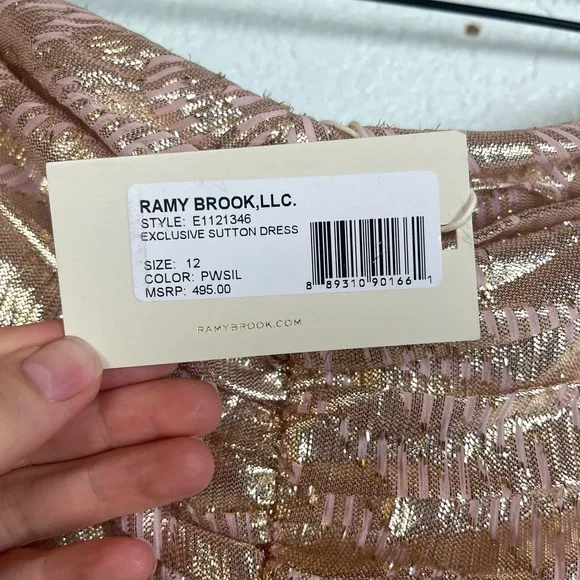 RAMY BROOK,LLC.
STYLE: E1121346
EXCLUSIVE SUTTON DRESS
SIZE: 12
COLOR: PWSIL
MSRP: 495.00
8 89310 90166 1
RAMYBROOK.COM